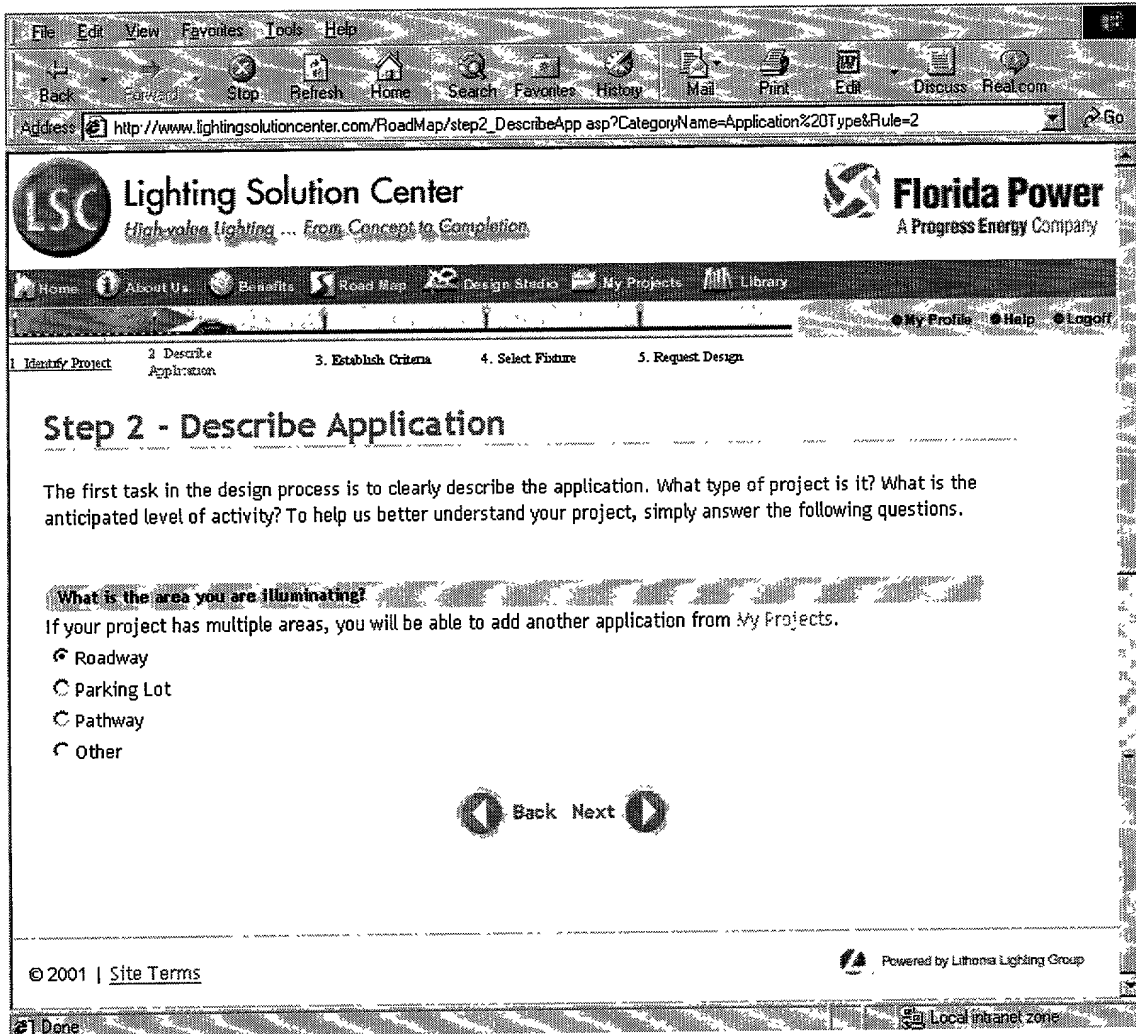 File Edit View Favorites Tools Help
Back Forward Stop Refresh Home Search Favorites History Mail Print Edit Discuss Real.com
Address http://www.lightingsolutioncenter.com/RoadMap/step2_DescribeApp asp?CategoryName=Application%20Type&Rule=2 Go
LSC Lighting Solution Center
High-value Lighting ... From Concept to Completion
Florida Power
A Progress Energy Company
Home About Us Benefits Road Map Design Studio My Projects Library
My Profile Help Logoff
1 Identify Project 2 Describe Application 3. Establish Criteria 4. Select Fixture 5. Request Design
Step 2 - Describe Application
The first task in the design process is to clearly describe the application. What type of project is it? What is the
anticipated level of activity? To help us better understand your project, simply answer the following questions.
What is the area you are illuminating?
If your project has multiple areas, you will be able to add another application from My Projects.
Roadway
Parking Lot
Pathway
Other
Back Next
© 2001 | Site Terms
Powered by Lithonia Lighting Group
Done Local intranet zone